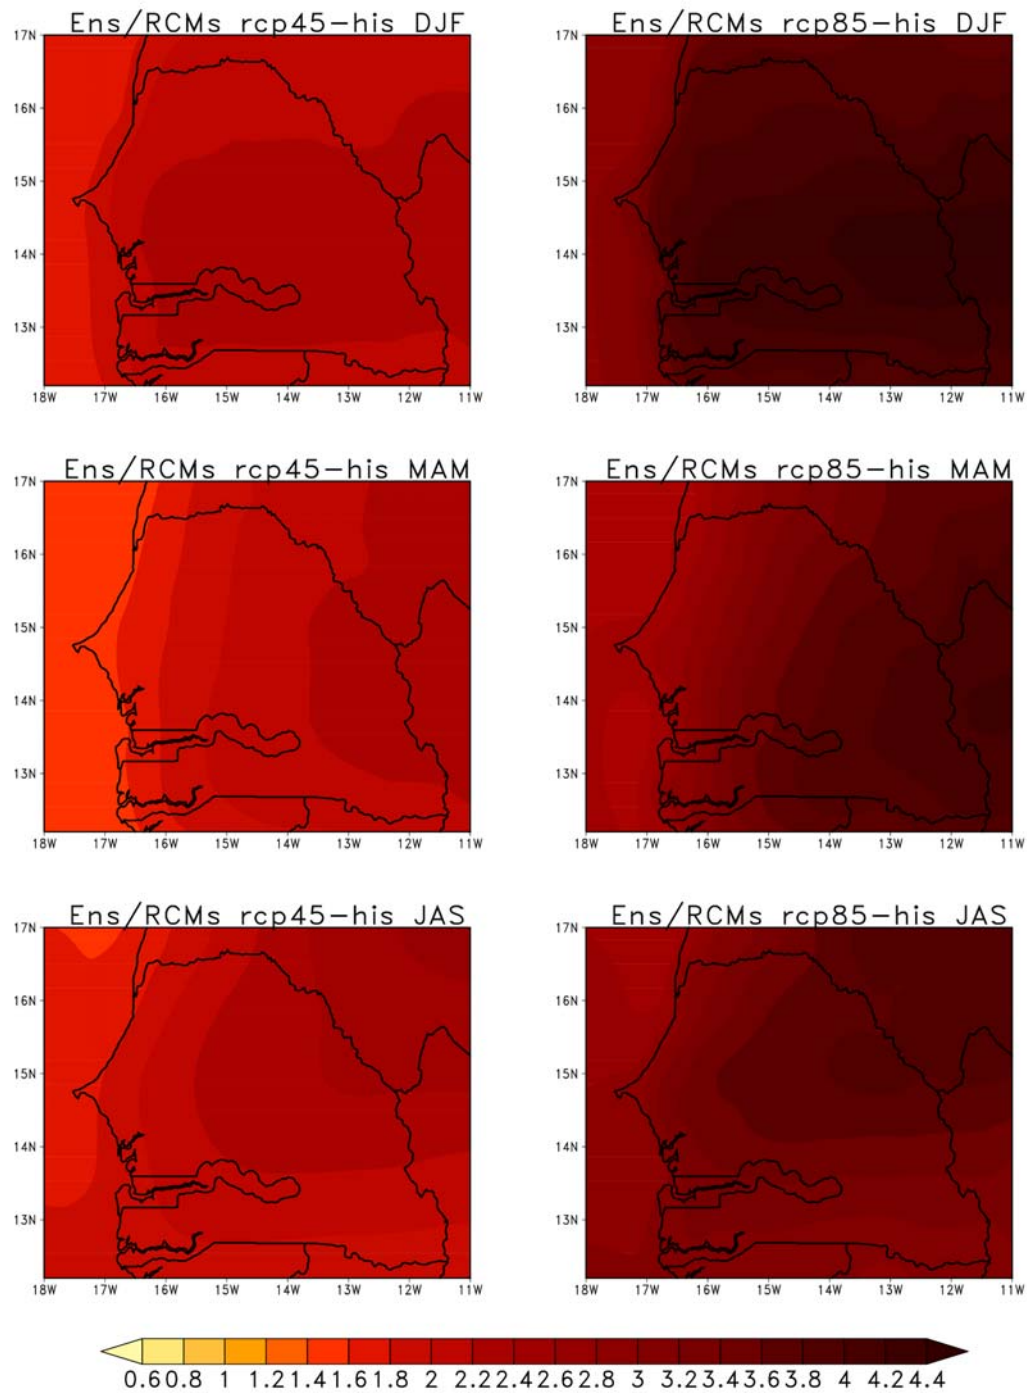 Ens/RCMs rcp45-his DJF
Ens/RCMs rcp85-his DJF
17N
16N
15N
14N
13N
18W 17W 16W 15W 14W 13W 12W 11W
17N
16N
15N
14N
13N
18W 17W 16W 15W 14W 13W 12W 11W
Ens/RCMs rcp45-his MAM
Ens/RCMs rcp85-his MAM
17N
16N
15N
14N
13N
18W 17W 16W 15W 14W 13W 12W 11W
17N
16N
15N
14N
13N
18W 17W 16W 15W 14W 13W 12W 11W
Ens/RCMs rcp45-his JAS
Ens/RCMs rcp85-his JAS
17N
16N
15N
14N
13N
18W 17W 16W 15W 14W 13W 12W 11W
17N
16N
15N
14N
13N
18W 17W 16W 15W 14W 13W 12W 11W
0.6 0.8 1 1.2 1.4 1.6 1.8 2 2.2 2.4 2.6 2.8 3 3.2 3.4 3.6 3.8 4 4.2 4.4